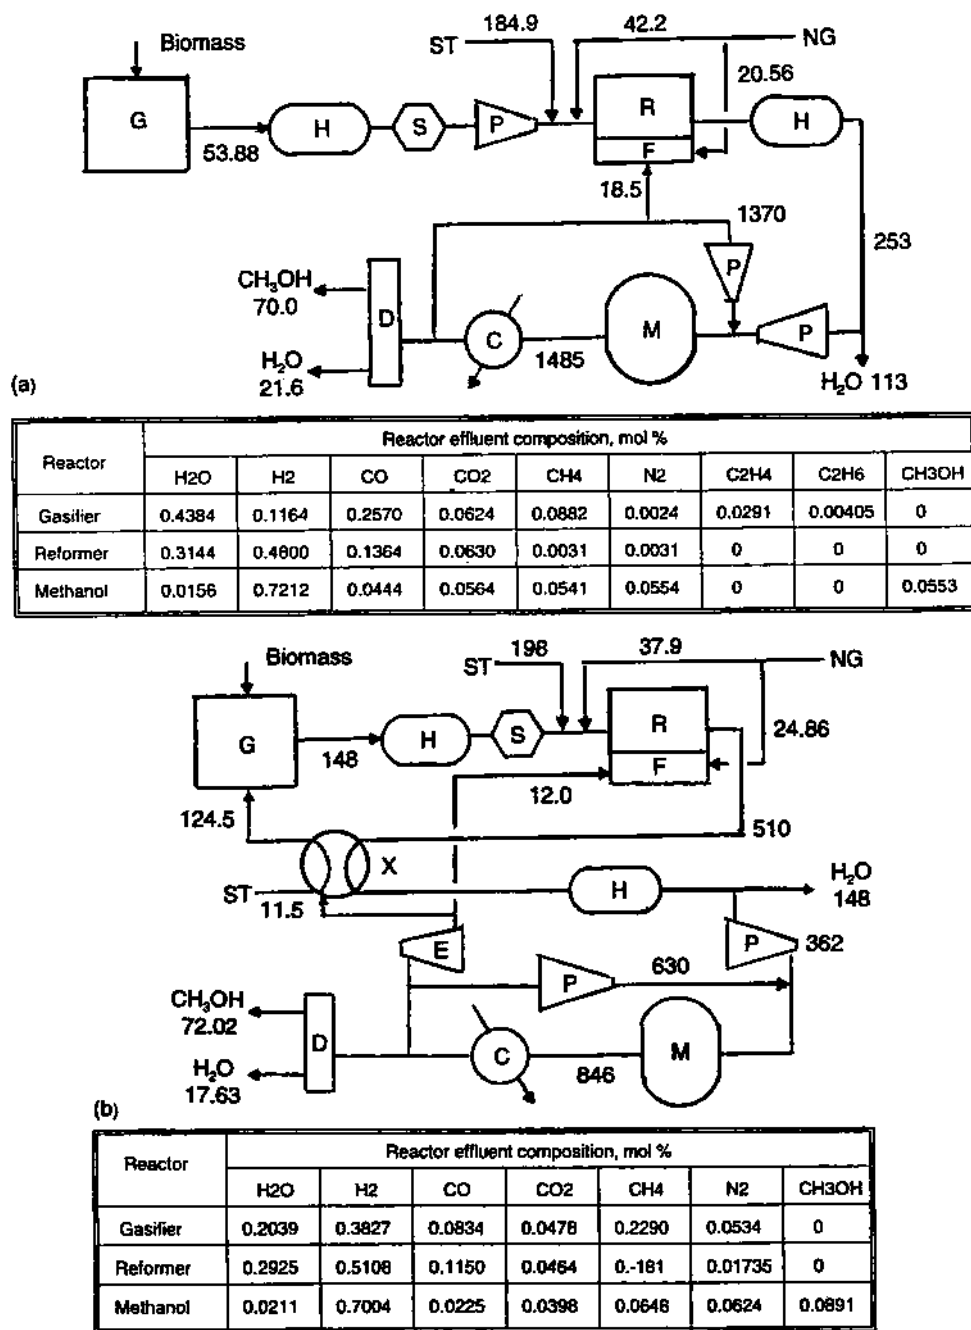 Biomass
184.9
42.2
ST
NG
20.56
G
H
S
P
R
H
F
53.88
18.5
1370
253
CH₃OH
70.0
P
D
C
M
P
1485
H₂O
21.6
H₂O 113
(a)
Reactor
Reactor effluent composition, mol %
H2O H2 CO CO2 CH4 N2 C2H4 C2H6 CH3OH
Gasifier 0.4384 0.1164 0.2570 0.0624 0.0882 0.0024 0.0291 0.00405 0
Reformer 0.3144 0.4800 0.1364 0.0630 0.0031 0.0031 0 0 0
Methanol 0.0156 0.7212 0.0444 0.0564 0.0541 0.0554 0 0 0.0553
Biomass
198
37.9
ST
NG
G
H
S
R
24.86
148
F
12.0
124.5
510
X
H₂O
148
ST
11.5
H
E
P
362
P
630
CH₃OH
72.02
D
C
M
846
H₂O
17.63
(b)
Reactor
Reactor effluent composition, mol %
H2O H2 CO CO2 CH4 N2 CH3OH
Gasifier 0.2039 0.3827 0.0834 0.0478 0.2290 0.0534 0
Reformer 0.2925 0.5108 0.1150 0.0464 0.-181 0.01735 0
Methanol 0.0211 0.7004 0.0225 0.0398 0.0648 0.0624 0.0891